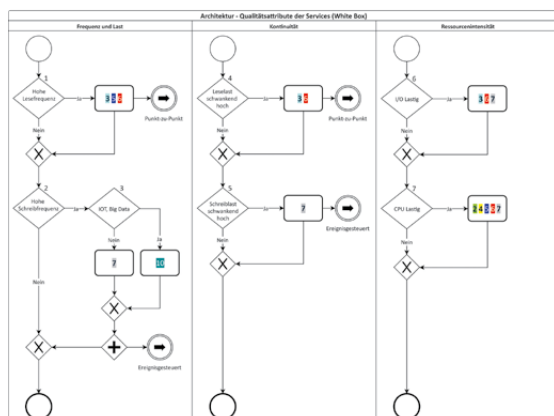 Architektur - Qualitätsattribute der Services (White Box)
Frequenz und Last
Kontinuität
Ressourcenintensität
1
Hohe
Lesefrequenz
Ja
Punkt-zu-Punkt
Nein
X
2
Hohe
Schreibfrequenz
Ja
3
IOT, Big Data
Nein
Ja
10
X
Nein
X
Ereignisgesteuert
4
Leselast
schwankend
hoch
Ja
Punkt-zu-Punkt
Nein
X
5
Schreiblast
schwankend
hoch
Ja
Ereignisgesteuert
Nein
X
6
I/O Lastig
Ja
Nein
X
7
CPU Lastig
Ja
Nein
X